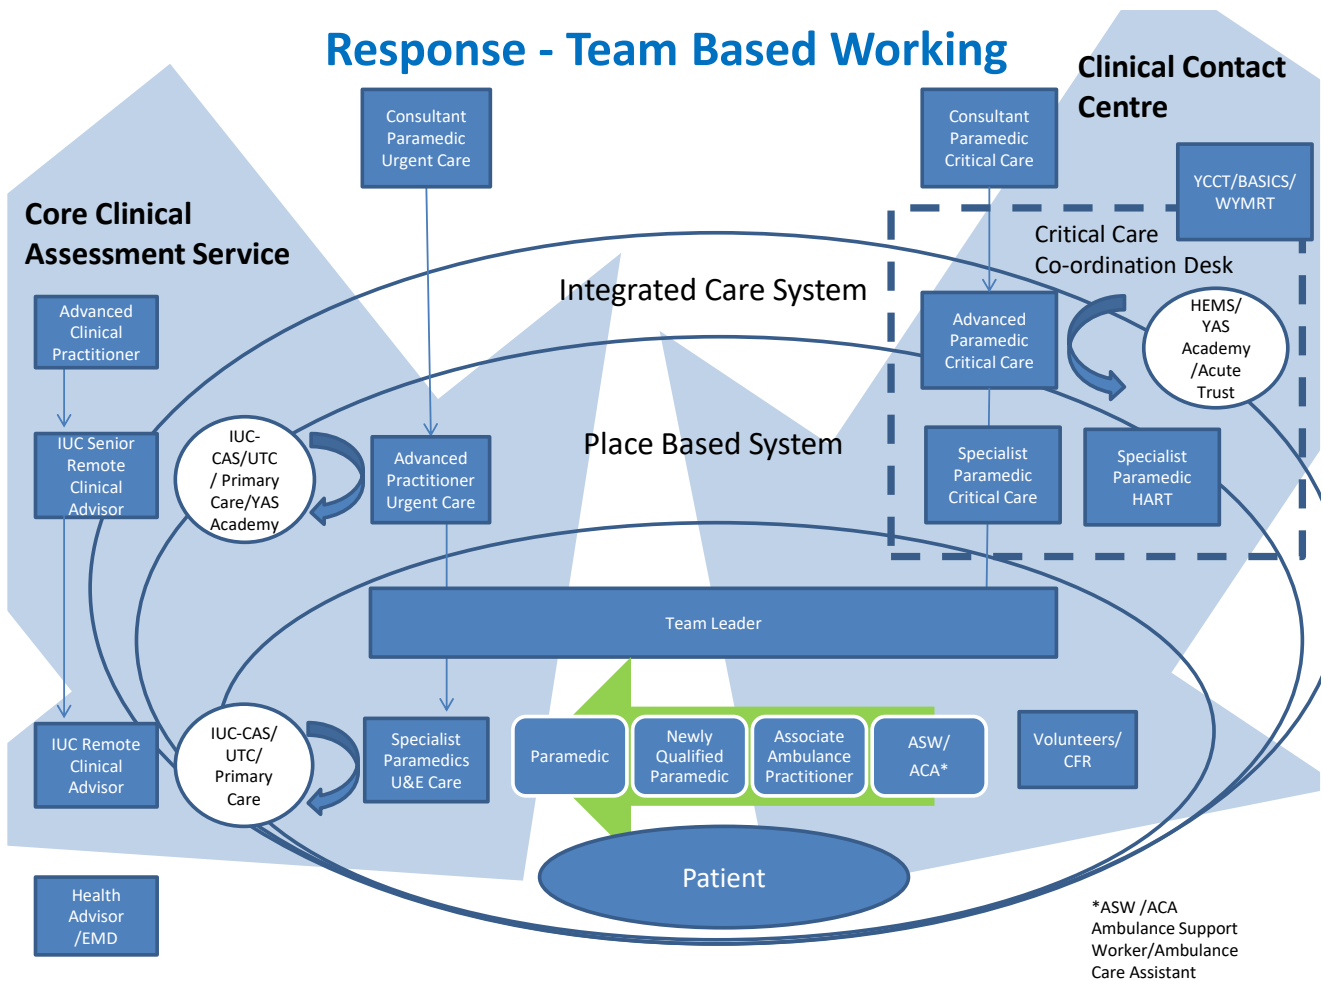 Response - Team Based Working
Clinical Contact
Centre
Consultant
Paramedic
Urgent Care
Consultant
Paramedic
Critical Care
YCCT/BASICS/
WYMRT
Core Clinical
Assessment Service
Critical Care
Co-ordination Desk
Integrated Care System
Advanced
Clinical
Practitioner
Advanced
Paramedic
Critical Care
HEMS/
YAS
Academy
/Acute
Trust
IUC Senior
Remote
Clinical
Advisor
IUC-
CAS/UTC
/ Primary
Care/YAS
Academy
Advanced
Practitioner
Urgent Care
Place Based System
Specialist
Paramedic
Critical Care
Specialist
Paramedic
HART
Team Leader
IUC Remote
Clinical
Advisor
IUC-CAS/
UTC/
Primary
Care
Specialist
Paramedics
U&E Care
Paramedic
Newly
Qualified
Paramedic
Associate
Ambulance
Practitioner
ASW/
ACA*
Volunteers/
CFR
Patient
Health
Advisor
/EMD
*ASW /ACA
Ambulance Support
Worker/Ambulance
Care Assistant